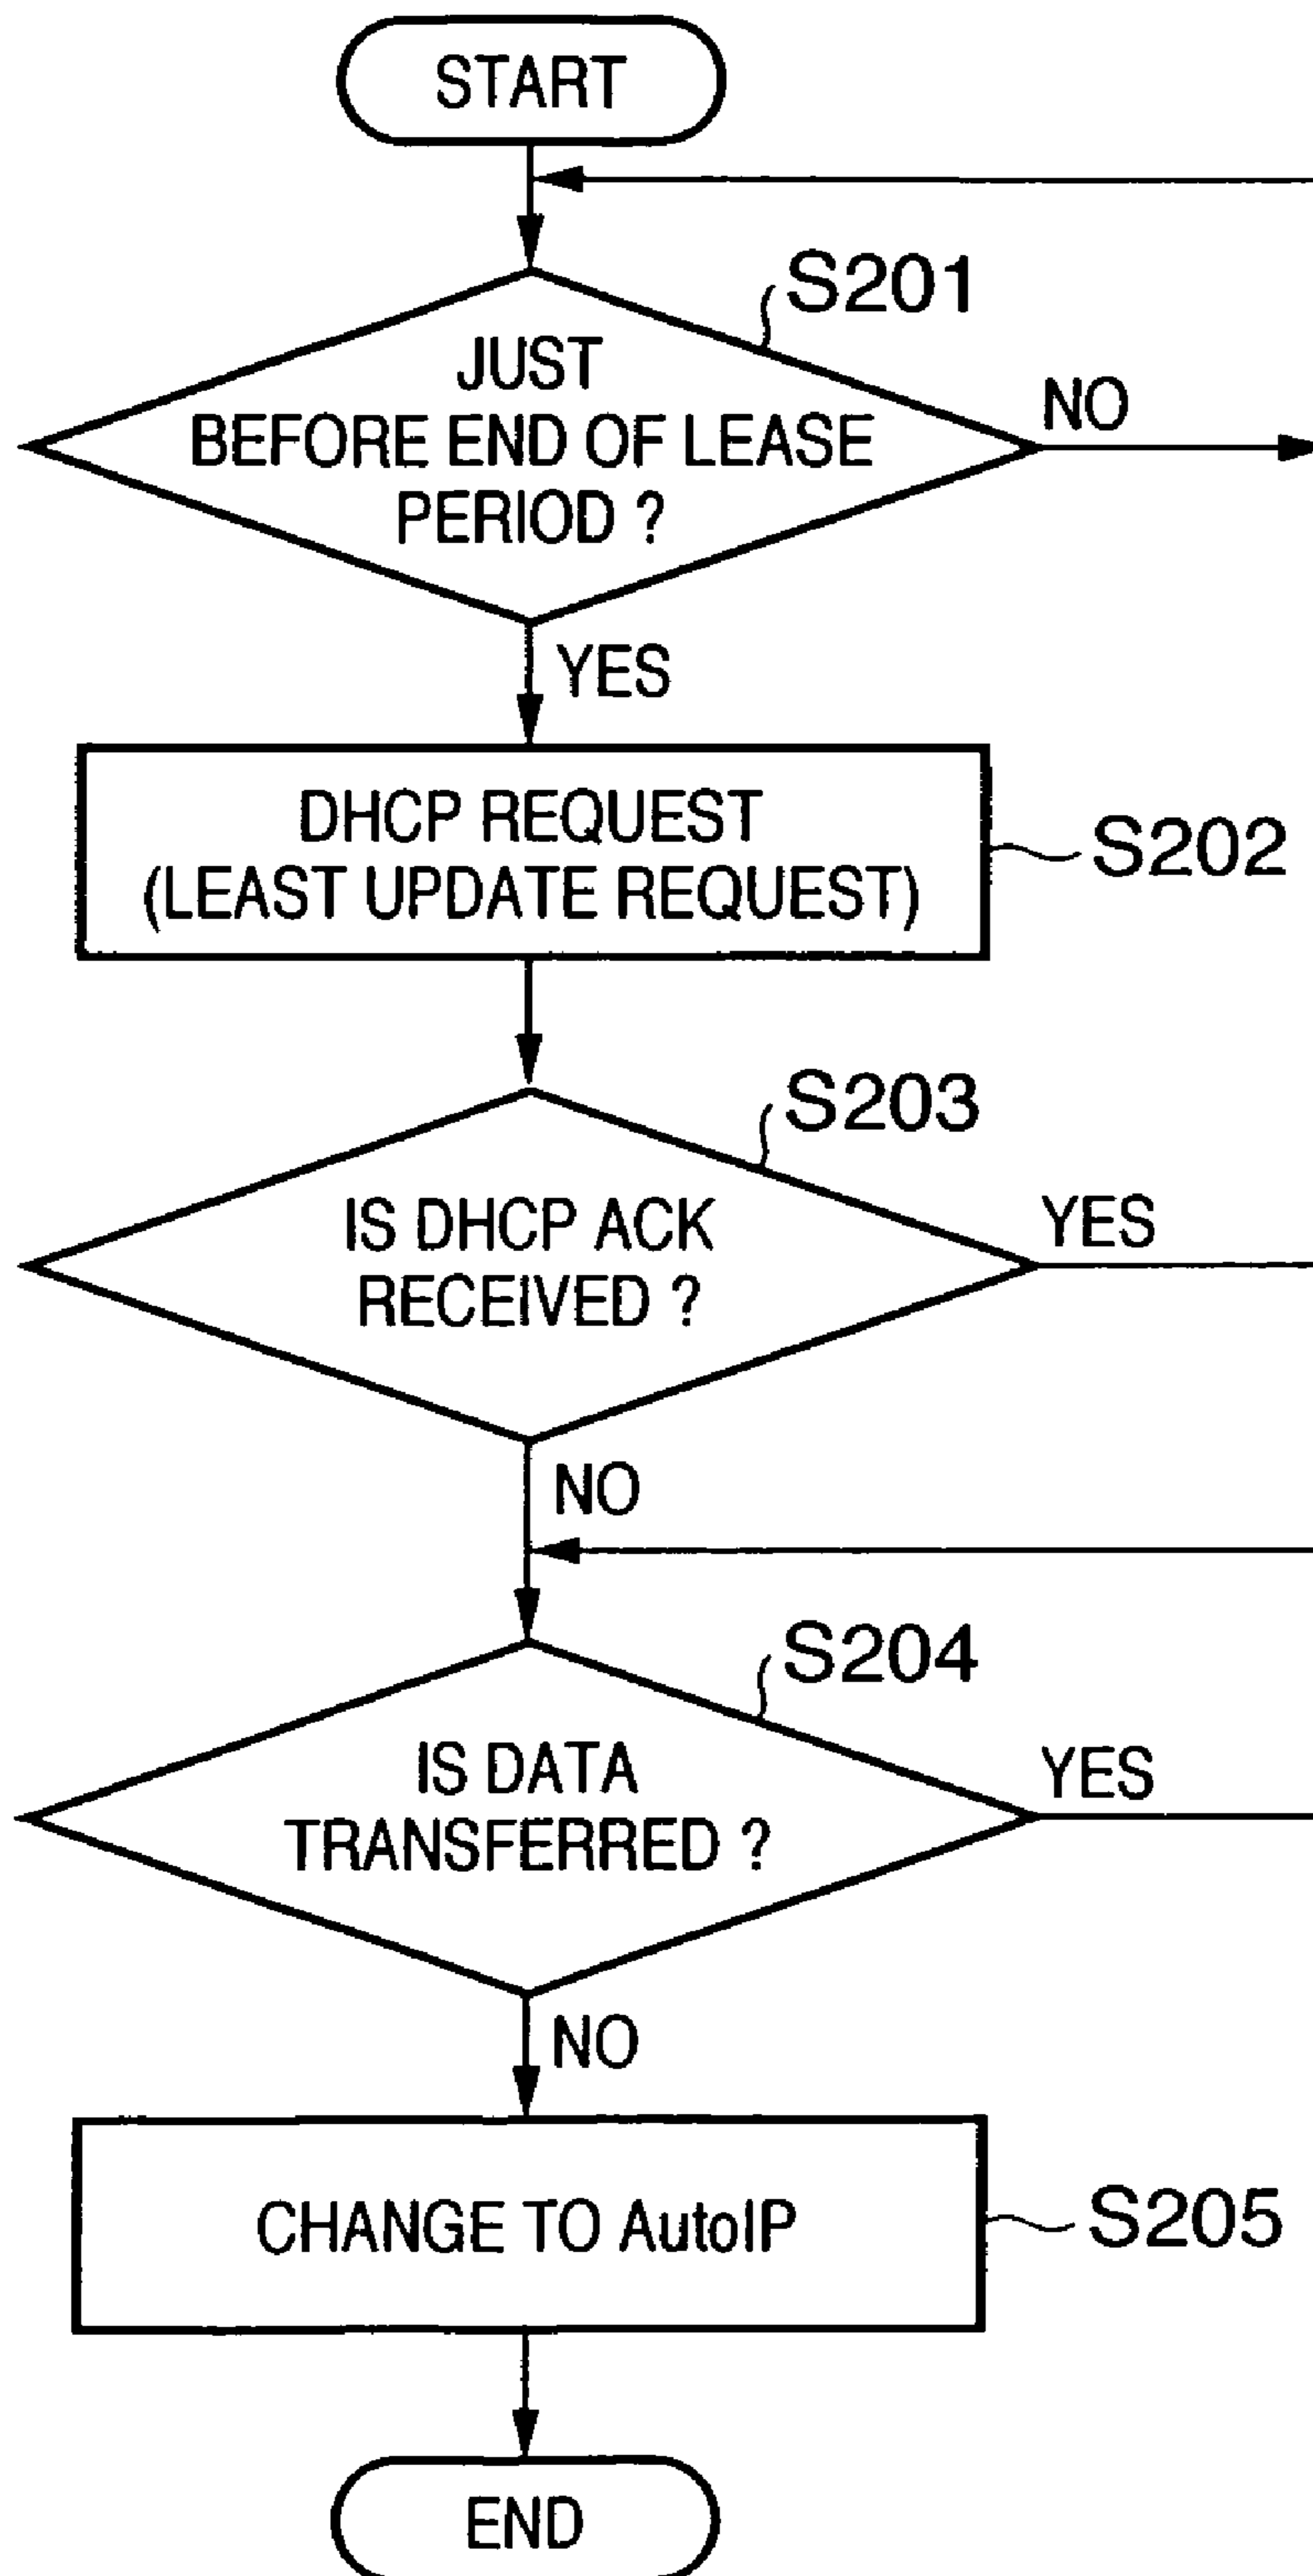 START
S201
JUST
BEFORE END OF LEASE
PERIOD ?
NO
YES
DHCP REQUEST
(LEAST UPDATE REQUEST)
S202
S203
IS DHCP ACK
RECEIVED ?
YES
NO
S204
IS DATA
TRANSFERRED ?
YES
NO
CHANGE TO AutoIP
S205
END